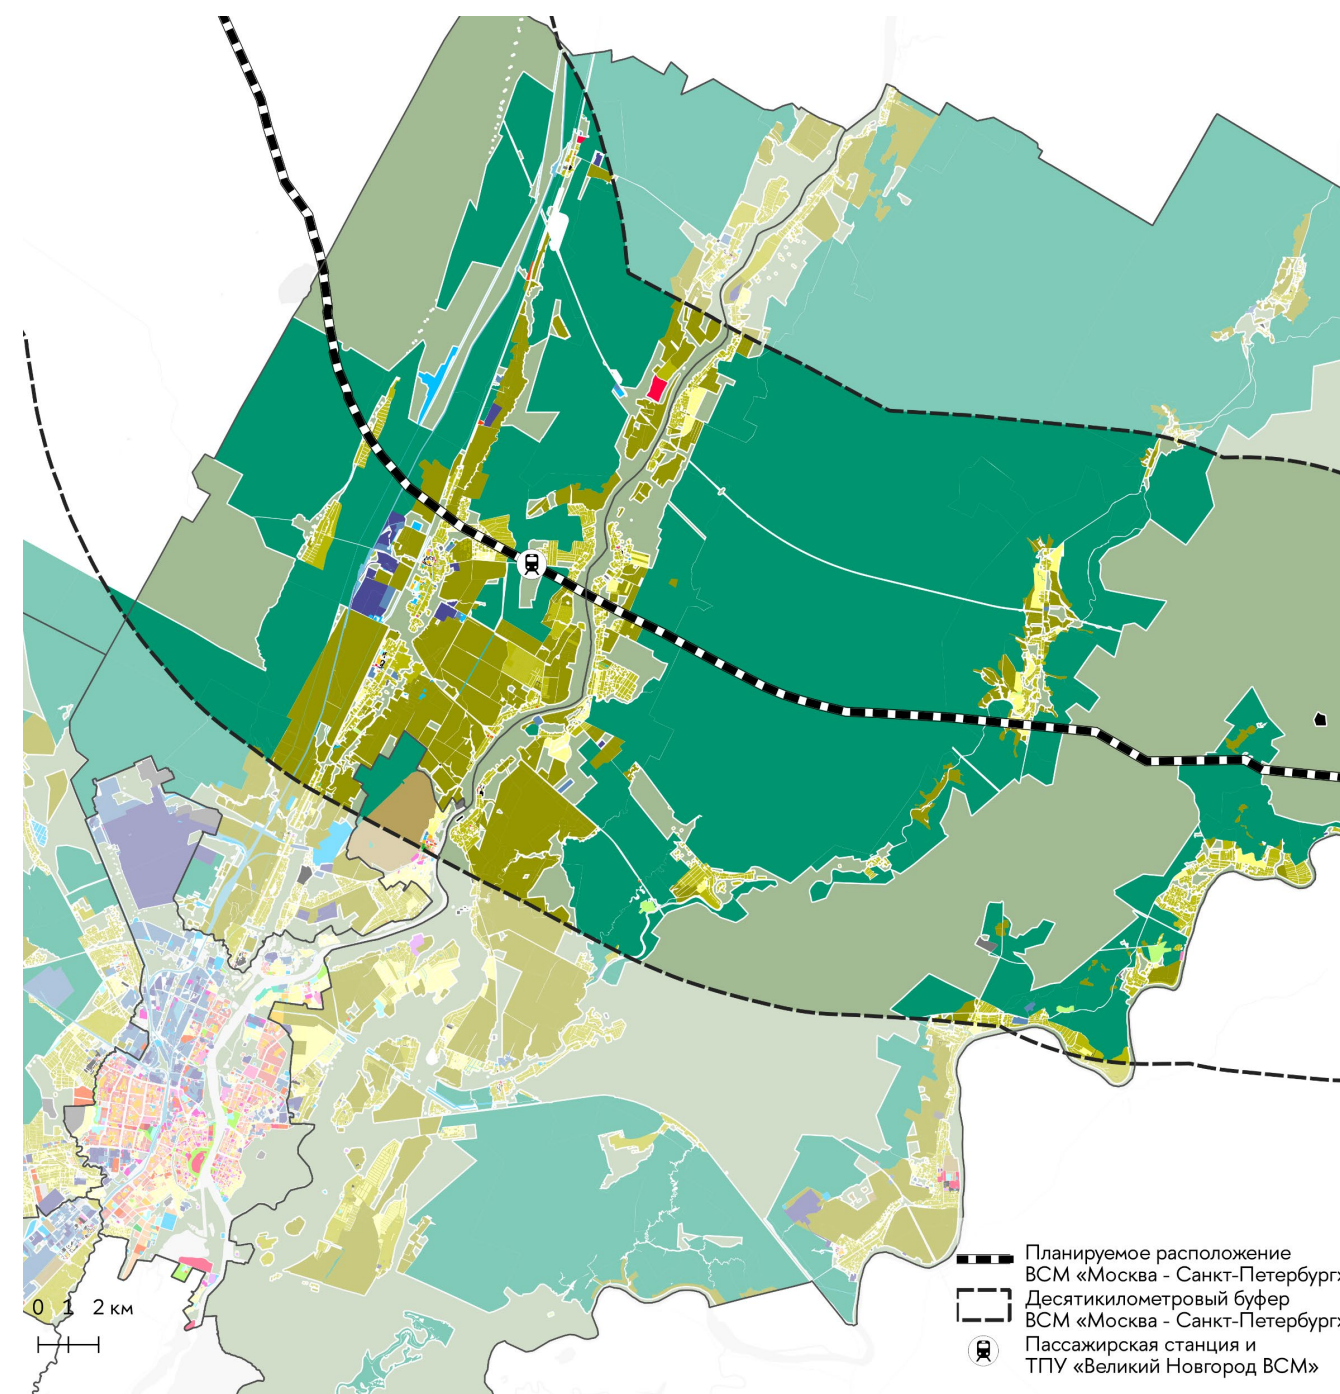 Планируемое расположение
ВСМ «Москва - Санкт-Петербург»
Десятикилометровый буфер
ВСМ «Москва - Санкт-Петербург»
Пассажирская станция и
ТПУ «Великий Новгород ВСМ»
0 1 2 км